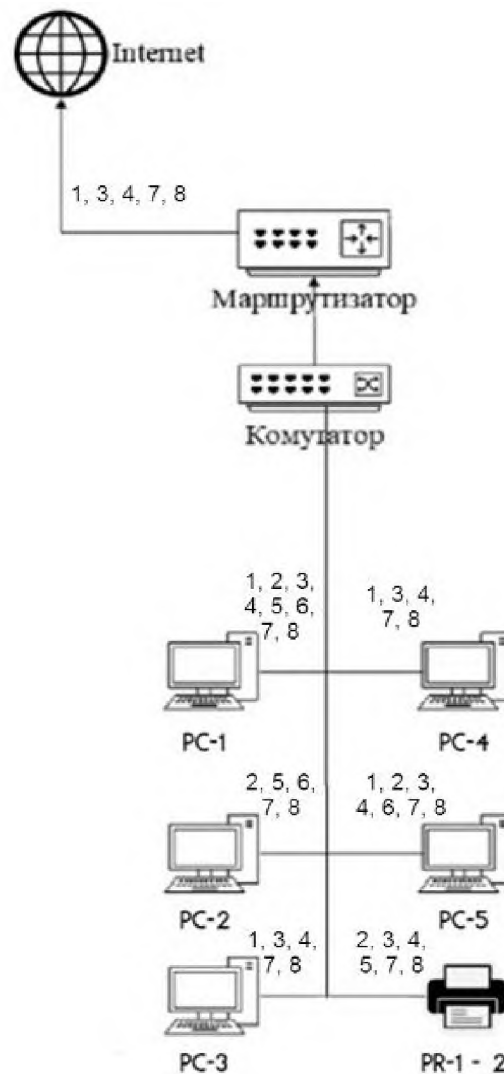 Internet
1, 3, 4, 7, 8
Маршрутизатор
Комутатор
1, 2, 3,
4, 5, 6,
7, 8
1, 3, 4,
7, 8
PC-1
PC-4
2, 5, 6,
7, 8
1, 2, 3,
4, 6, 7, 8
PC-2
PC-5
1, 3, 4,
7, 8
2, 3, 4,
5, 7, 8
PC-3
PR-1 - 2